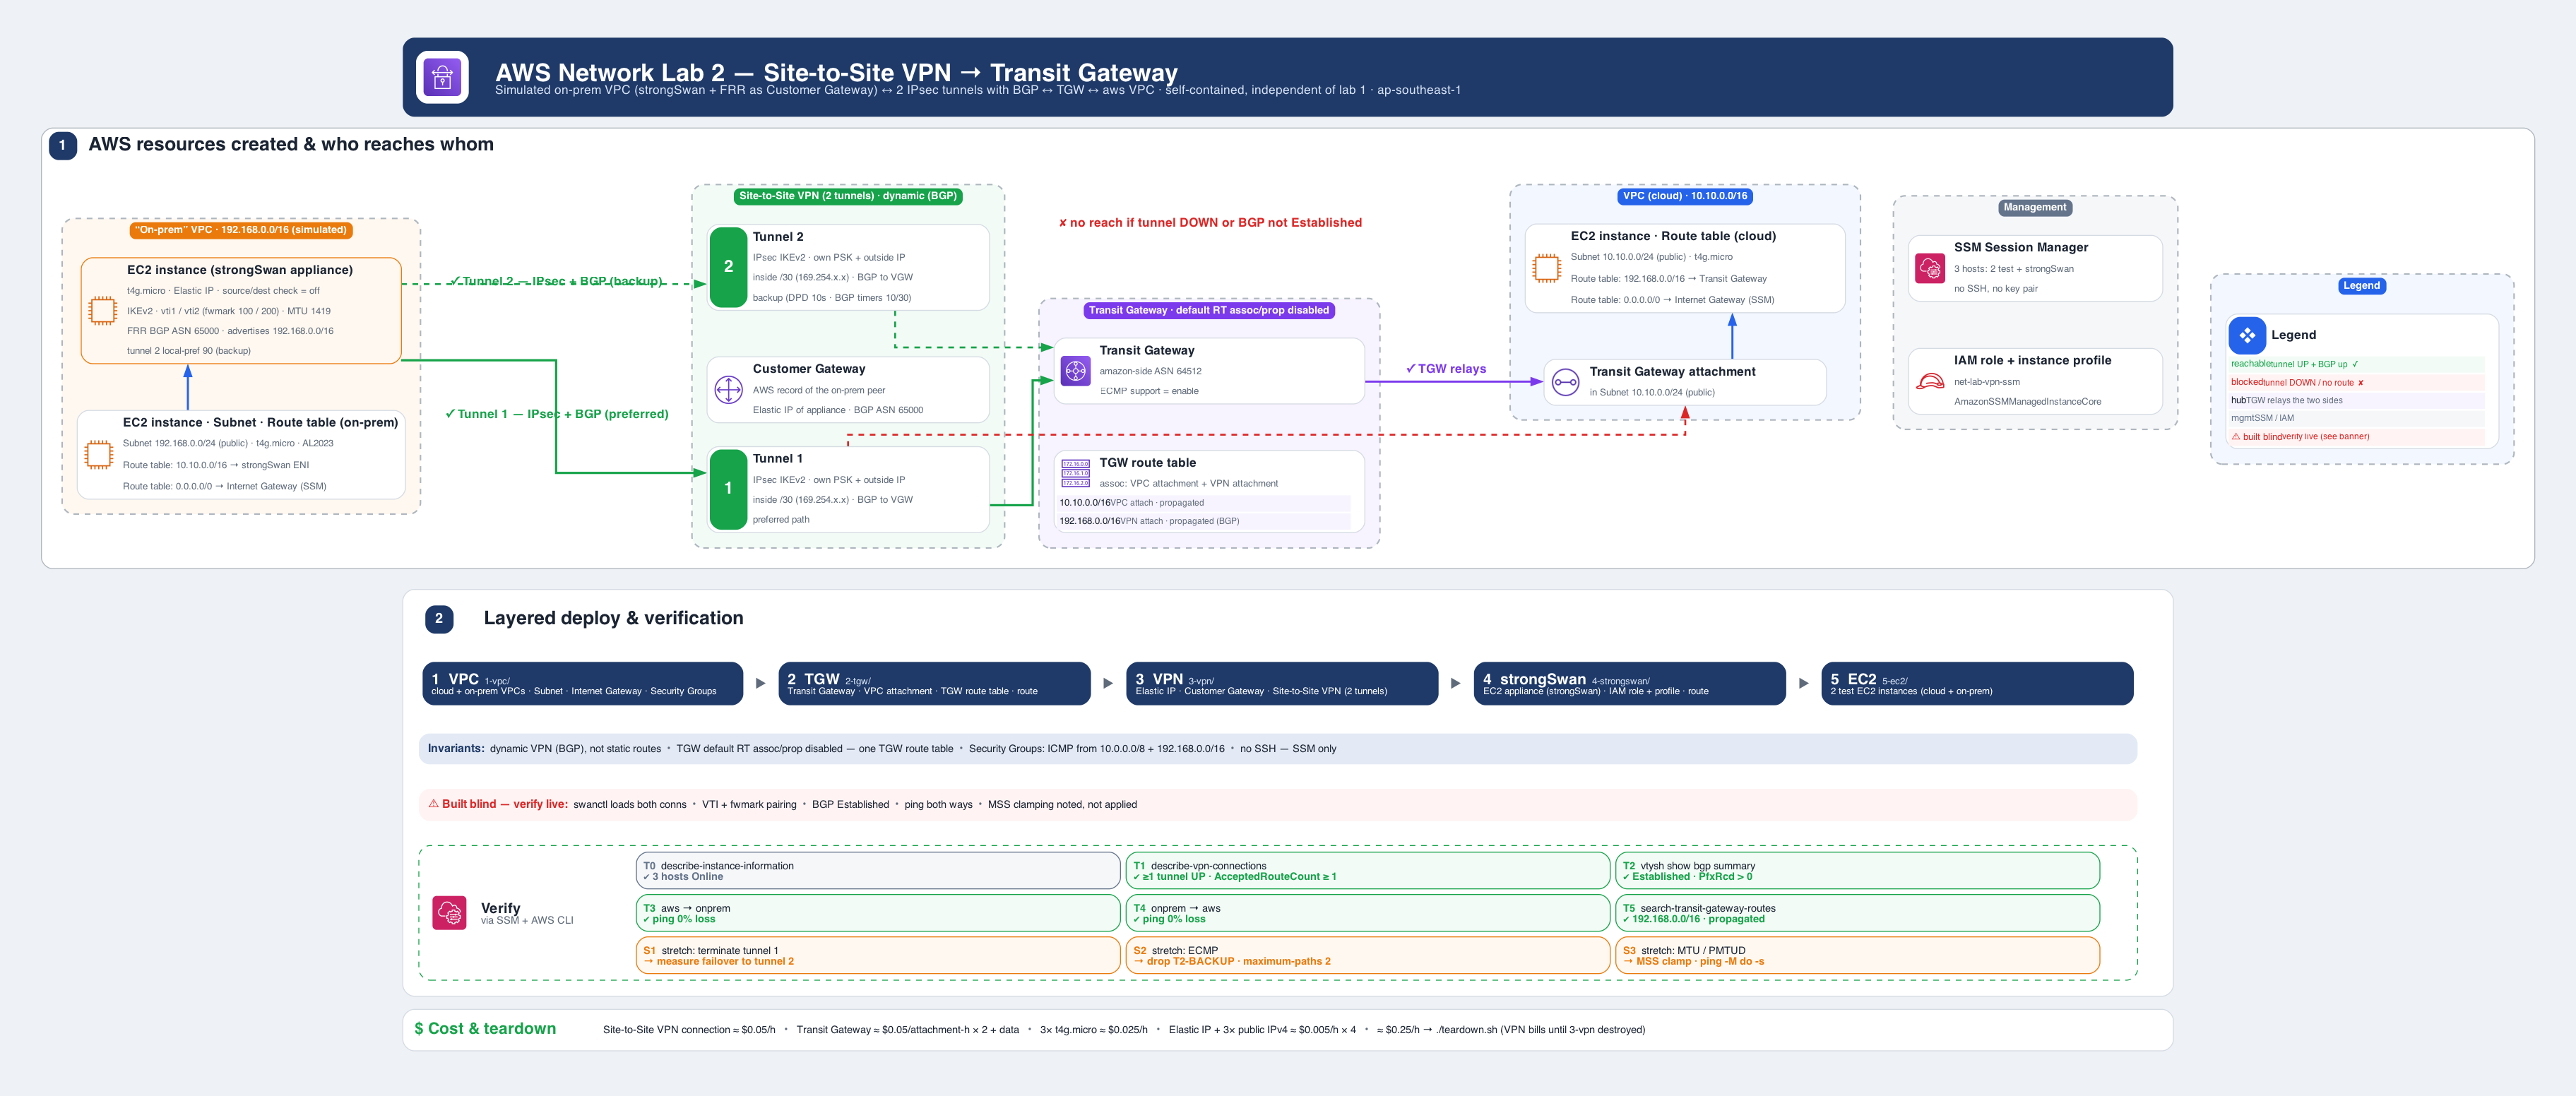 AWS Network Lab 2 — Site-to-Site VPN → Transit Gateway
Simulated on-prem VPC (strongSwan + FRR as Customer Gateway) ↔ 2 IPsec tunnels with BGP ↔ TGW ↔ aws VPC · self-contained, independent of lab 1 · ap-southeast-1
1 AWS resources created & who reaches whom
"On-prem" VPC · 192.168.0.0/16 (simulated)
EC2 instance (strongSwan appliance)
t4g.micro · Elastic IP · source/dest check = off
IKEv2 · vti1 / vti2 (fwmark 100 / 200) · MTU 1419
FRR BGP ASN 65000 · advertises 192.168.0.0/16
tunnel 2 local-pref 90 (backup)
EC2 instance · Subnet · Route table (on-prem)
Subnet 192.168.0.0/24 (public) · t4g.micro · AL2023
Route table: 10.10.0.0/16 → strongSwan ENI
Route table: 0.0.0.0/0 → Internet Gateway (SSM)
✓ Tunnel 2 — IPsec + BGP (backup)
✓ Tunnel 1 — IPsec + BGP (preferred)
Site-to-Site VPN (2 tunnels) · dynamic (BGP)
2
Tunnel 2
IPsec IKEv2 · own PSK + outside IP
inside /30 (169.254.x.x) · BGP to VGW
backup (DPD 10s · BGP timers 10/30)
Customer Gateway
AWS record of the on-prem peer
Elastic IP of appliance · BGP ASN 65000
1
Tunnel 1
IPsec IKEv2 · own PSK + outside IP
inside /30 (169.254.x.x) · BGP to VGW
preferred path
✘ no reach if tunnel DOWN or BGP not Established
Transit Gateway · default RT assoc/prop disabled
Transit Gateway
amazon-side ASN 64512
ECMP support = enable
172.16.0.0
172.16.1.0
172.16.2.0
TGW route table
assoc: VPC attachment + VPN attachment
10.10.0.0/16VPC attach · propagated
192.168.0.0/16VPN attach · propagated (BGP)
✓ TGW relays
VPC (cloud) · 10.10.0.0/16
EC2 instance · Route table (cloud)
Subnet 10.10.0.0/24 (public) · t4g.micro
Route table: 192.168.0.0/16 → Transit Gateway
Route table: 0.0.0.0/0 → Internet Gateway (SSM)
Transit Gateway attachment
in Subnet 10.10.0.0/24 (public)
Management
SSM Session Manager
3 hosts: 2 test + strongSwan
no SSH, no key pair
IAM role + instance profile
net-lab-vpn-ssm
AmazonSSMManagedInstanceCore
Legend
Legend
reachabletunnel UP + BGP up ✓
blockedtunnel DOWN / no route ✘
hubTGW relays the two sides
mgmtSSM / IAM
⚠ built blindverify live (see banner)
2 Layered deploy & verification
1 VPC 1-vpc/
cloud + on-prem VPCs · Subnet · Internet Gateway · Security Groups
2 TGW 2-tgw/
Transit Gateway · VPC attachment · TGW route table · route
3 VPN 3-vpn/
Elastic IP · Customer Gateway · Site-to-Site VPN (2 tunnels)
4 strongSwan 4-strongswan/
EC2 appliance (strongSwan) · IAM role + profile · route
5 EC2 5-ec2/
2 test EC2 instances (cloud + on-prem)
Invariants: dynamic VPN (BGP), not static routes • TGW default RT assoc/prop disabled — one TGW route table • Security Groups: ICMP from 10.0.0.0/8 + 192.168.0.0/16 • no SSH — SSM only
⚠ Built blind — verify live: swanctl loads both conns • VTI + fwmark pairing • BGP Established • ping both ways • MSS clamping noted, not applied
Verify
via SSM + AWS CLI
T0 describe-instance-information
✓ 3 hosts Online
T1 describe-vpn-connections
✓ ≥1 tunnel UP · AcceptedRouteCount ≥ 1
T2 vtysh show bgp summary
✓ Established · PfxRcd > 0
T3 aws → onprem
✓ ping 0% loss
T4 onprem → aws
✓ ping 0% loss
T5 search-transit-gateway-routes
✓ 192.168.0.0/16 · propagated
S1 stretch: terminate tunnel 1
→ measure failover to tunnel 2
S2 stretch: ECMP
→ drop T2-BACKUP · maximum-paths 2
S3 stretch: MTU / PMTUD
→ MSS clamp · ping -M do -s
$ Cost & teardown
Site-to-Site VPN connection ≈ $0.05/h • Transit Gateway ≈ $0.05/attachment-h × 2 + data • 3× t4g.micro ≈ $0.025/h • Elastic IP + 3× public IPv4 ≈ $0.005/h × 4 • ≈ $0.25/h → ./teardown.sh (VPN bills until 3-vpn destroyed)